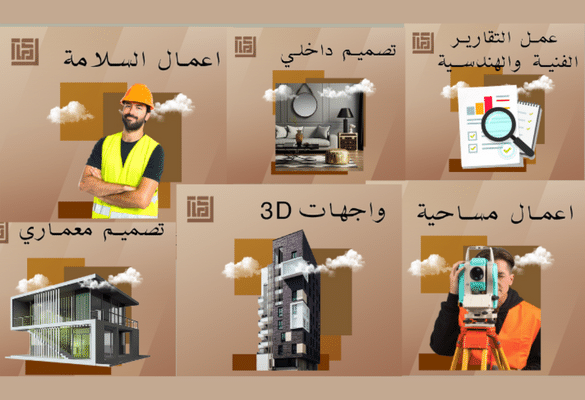 عمل التقارير
الفنية والهندسية
تصميم داخلي
اعمال السلامة
اعمال مساحية
واجهات 3D
تصميم معماري